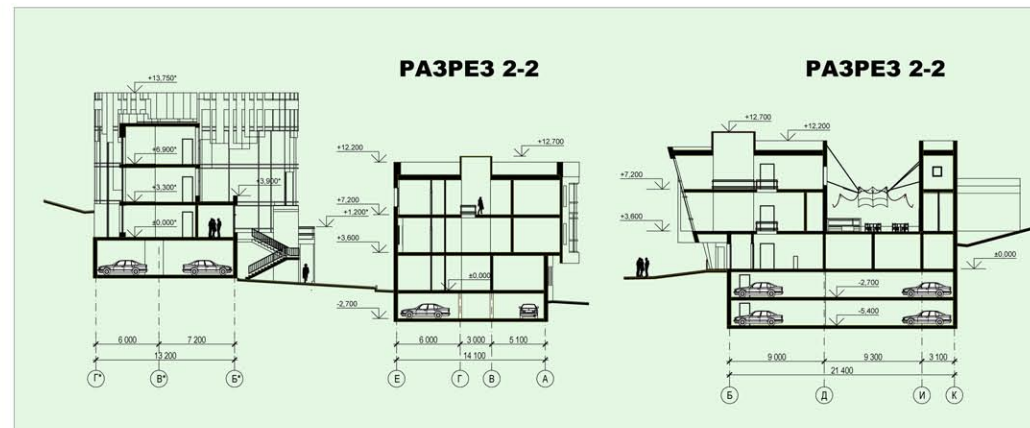 РАЗРЕЗ 2-2
РАЗРЕЗ 2-2
+13,750*
+6,900*
+3,300*
+3,900*
±0,000*
+1,200*
6 000
7 200
13 200
Г*
В*
Б*
+12,200
+12,700
+7,200
+3,600
±0,000
-2,700
6 000
3 000
5 100
14 100
Е
Г
В
А
+12,700
+12,200
+7,200
+3,600
±0,000
-2,700
-5,400
9 000
9 300
3 100
21 400
Б
Д
И
К